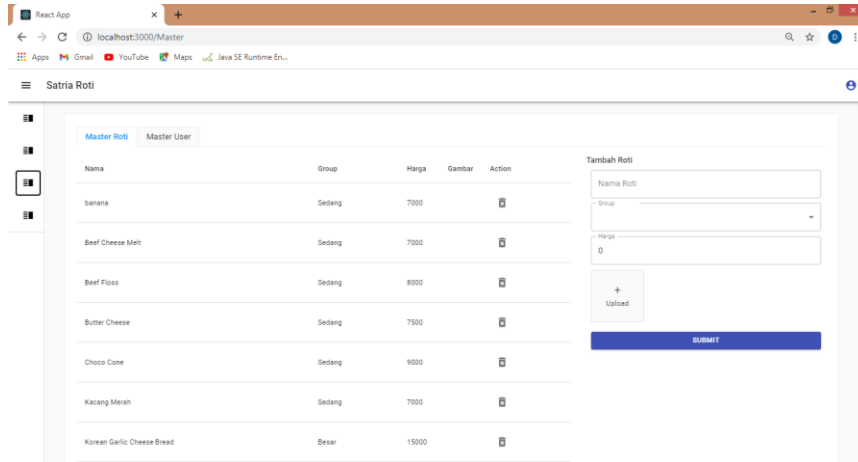 React App
localhost:3000/Master
Apps Gmail YouTube Maps Java SE Runtime En...
D
Satria Roti
Master Roti Master User
Nama Group Harga Gambar Action
banana Sedang 7000
Beef Cheese Melt Sedang 7000
Beef Floss Sedang 8000
Butter Cheese Sedang 7500
Choco Cone Sedang 9000
Kacang Merah Sedang 7000
Korean Garlic Cheese Bread Besar 15000
Tambah Roti
Nama Roti
Group
Harga
0
+
Upload
SUBMIT